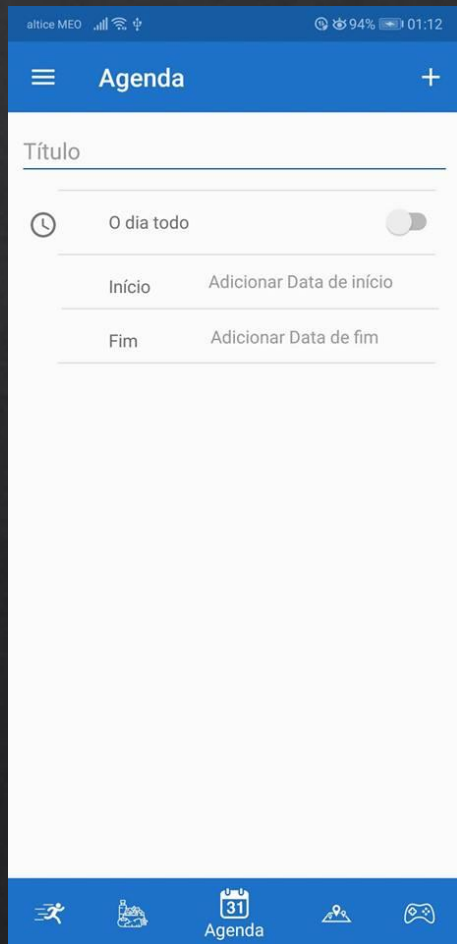 altice MEO 94% 01:12
Agenda +
Título
O dia todo
Início Adicionar Data de início
Fim Adicionar Data de fim
31
Agenda